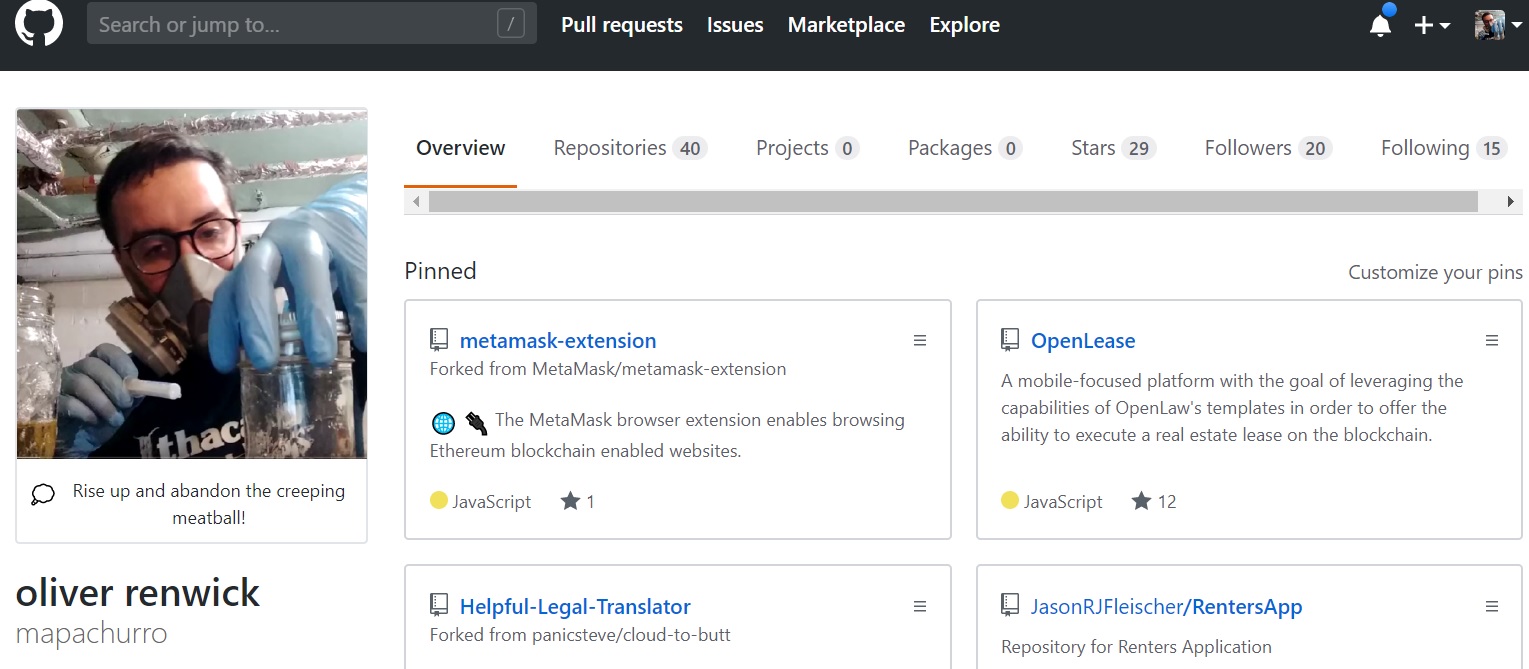 Search or jump to...
/
Pull requests
Issues
Marketplace
Explore
Overview
Repositories 40
Projects 0
Packages 0
Stars 29
Followers 20
Following 15
Ithaca
Rise up and abandon the creeping
meatball!
oliver renwick
mapachurro
Pinned
Customize your pins
metamask-extension
Forked from MetaMask/metamask-extension
The MetaMask browser extension enables browsing
Ethereum blockchain enabled websites.
JavaScript
1
OpenLease
A mobile-focused platform with the goal of leveraging the
capabilities of OpenLaw's templates in order to offer the
ability to execute a real estate lease on the blockchain.
JavaScript
12
Helpful-Legal-Translator
Forked from panicsteve/cloud-to-butt
JasonRJFleischer/RentersApp
Repository for Renters Application